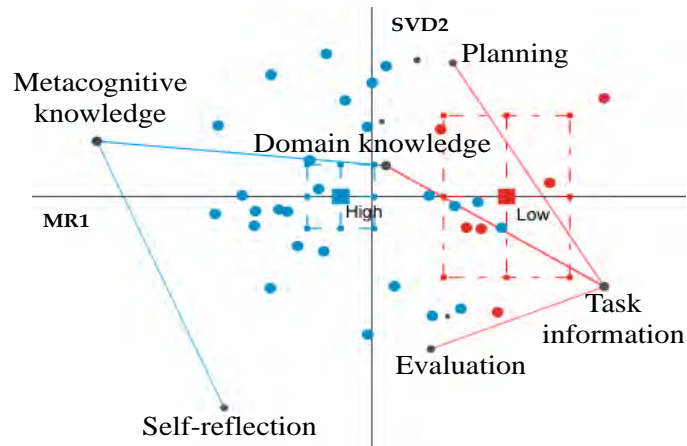 SVD2
Planning
Metacognitive
knowledge
Domain knowledge
MR1
High
Low
Task
information
Evaluation
Self-reflection